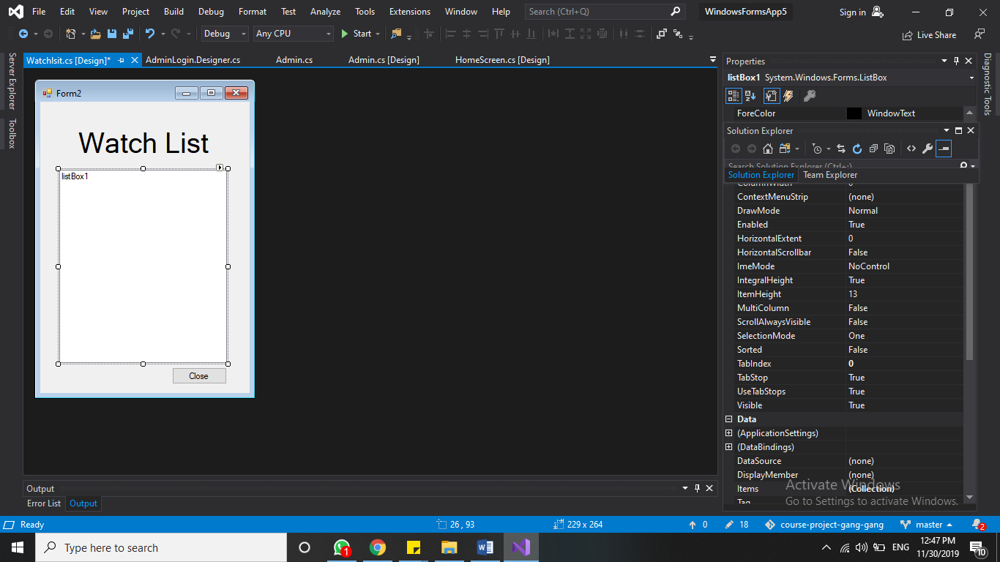 File Edit View Project Build Debug Format Test Analyze Tools Extensions Window Help Search (Ctrl+Q) WindowsFormsApp5 Sign in
Debug Any CPU Start Live Share
Server Explorer
Toolbox
WatchlsIt.cs [Design]* AdminLogin.Designer.cs Admin.cs Admin.cs [Design] HomeScreen.cs [Design]
Form2
Watch List
listBox1
Close
Properties
listBox1 System.Windows.Forms.ListBox
ForeColor WindowText
Solution Explorer
Search Solution Explorer (Ctrl+;)
Solution Explorer Team Explorer
ColumnWidth 0
ContextMenuStrip (none)
DrawMode Normal
Enabled True
HorizontalExtent 0
HorizontalScrollbar False
ImeMode NoControl
IntegralHeight True
ItemHeight 13
MultiColumn False
ScrollAlwaysVisible False
SelectionMode One
Sorted False
TabIndex 0
TabStop True
UseTabStops True
Visible True
Data
(ApplicationSettings)
(DataBindings)
DataSource (none)
DisplayMember (none)
Items (Collection)
Tag
Activate Windows
Go to Settings to activate Windows.
Diagnostic Tools
Output
Error List Output
Ready 26 , 93 229 x 264 0 18 course-project-gang-gang master 2
Type here to search 1 ENG 12:47 PM
11/30/2019 10